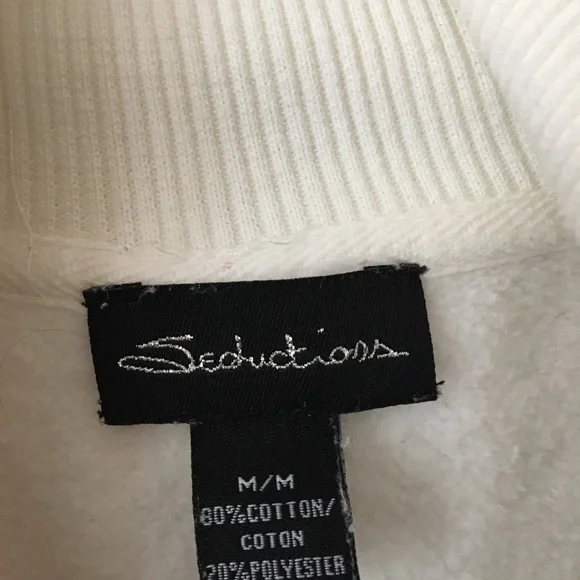 Seductions
M/M
80%COTTON/
COTON
20%POLYESTER